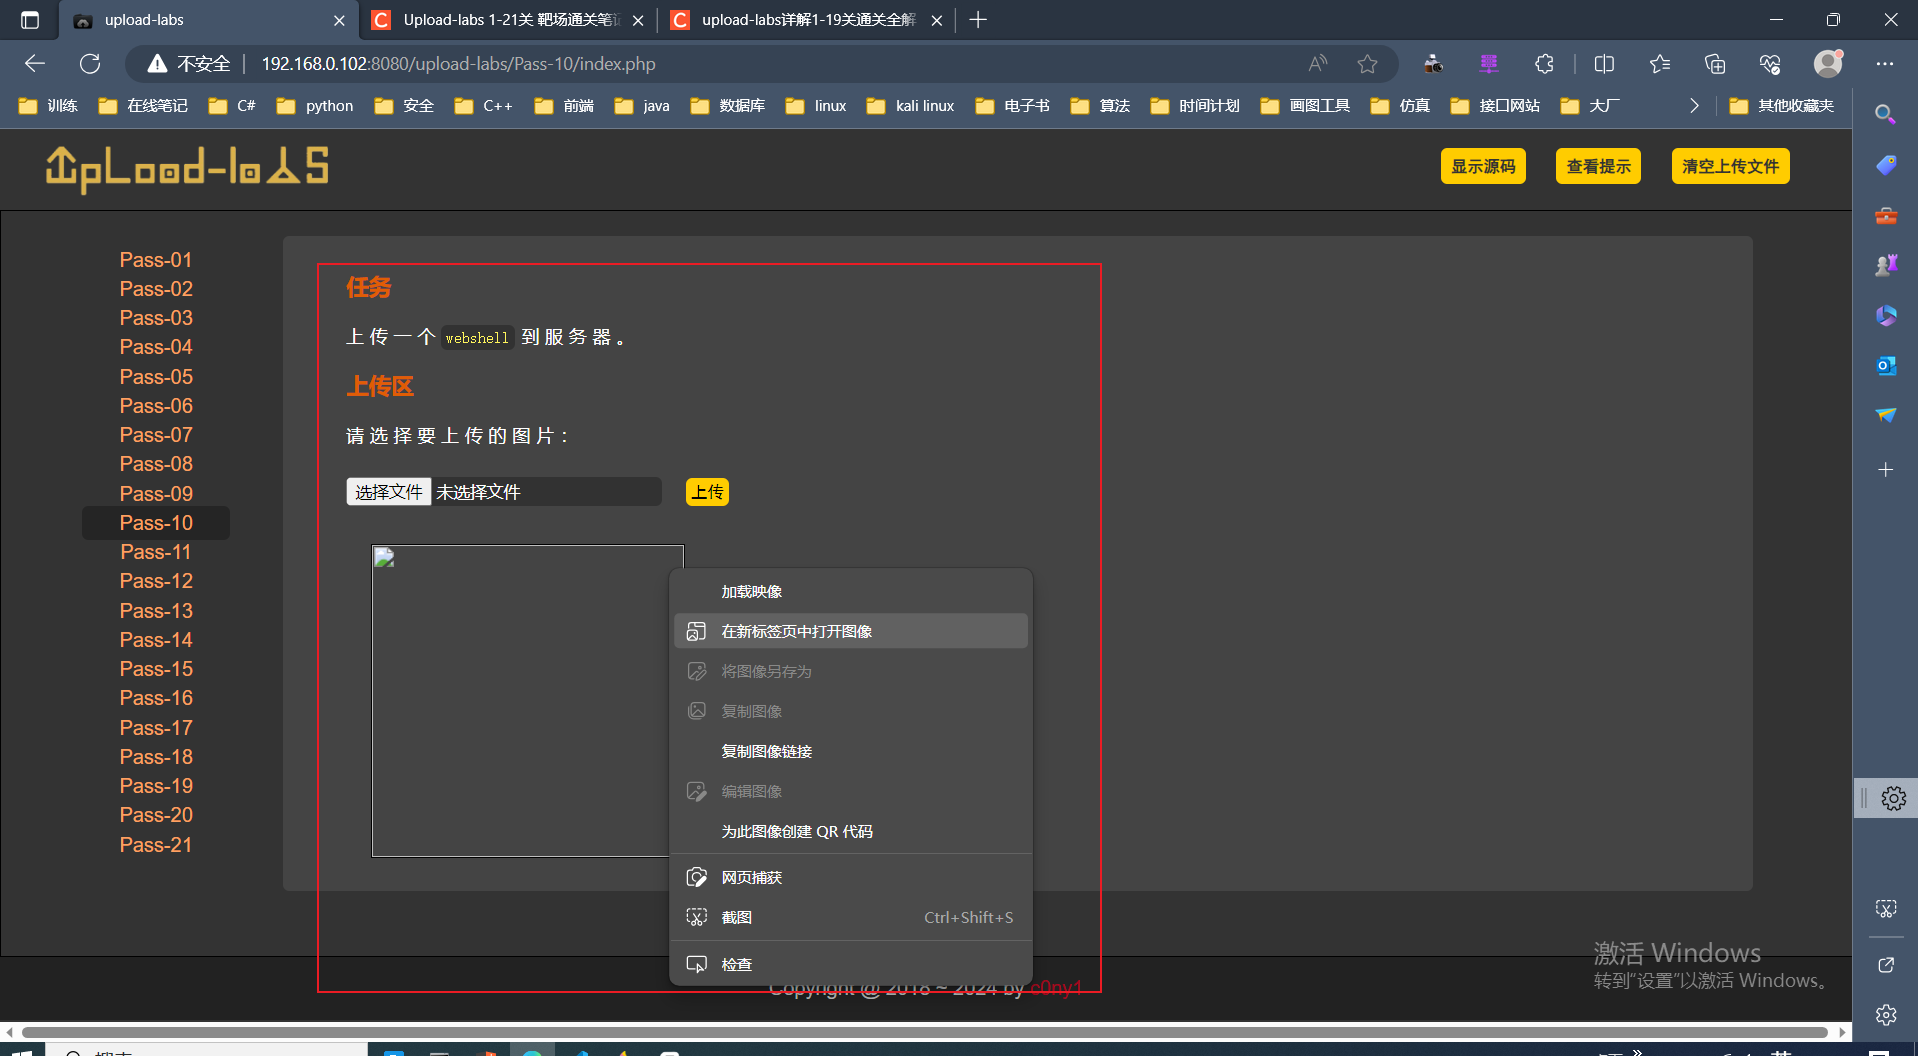 upload-labs
Upload-labs 1-21关 靶场通关笔记
upload-labs详解1-19关通关全解
不安全
192.168.0.102:8080/upload-labs/Pass-10/index.php
训练
在线笔记
C#
python
安全
C++
前端
java
数据库
linux
kali linux
电子书
算法
时间计划
画图工具
仿真
接口网站
大厂
其他收藏夹
UpLoad-labs
显示源码
查看提示
清空上传文件
Pass-01
Pass-02
Pass-03
Pass-04
Pass-05
Pass-06
Pass-07
Pass-08
Pass-09
Pass-10
Pass-11
Pass-12
Pass-13
Pass-14
Pass-15
Pass-16
Pass-17
Pass-18
Pass-19
Pass-20
Pass-21
任务
上传一个 webshell 到服务器。
上传区
请选择要上传的图片：
选择文件 未选择文件
上传
加载映像
在新标签页中打开图像
将图像另存为
复制图像
复制图像链接
编辑图像
为此图像创建 QR 代码
网页捕获
截图 Ctrl+Shift+S
检查
Copyright @ 2018 ~ 2024 by c0ny1
激活 Windows
转到“设置”以激活 Windows。